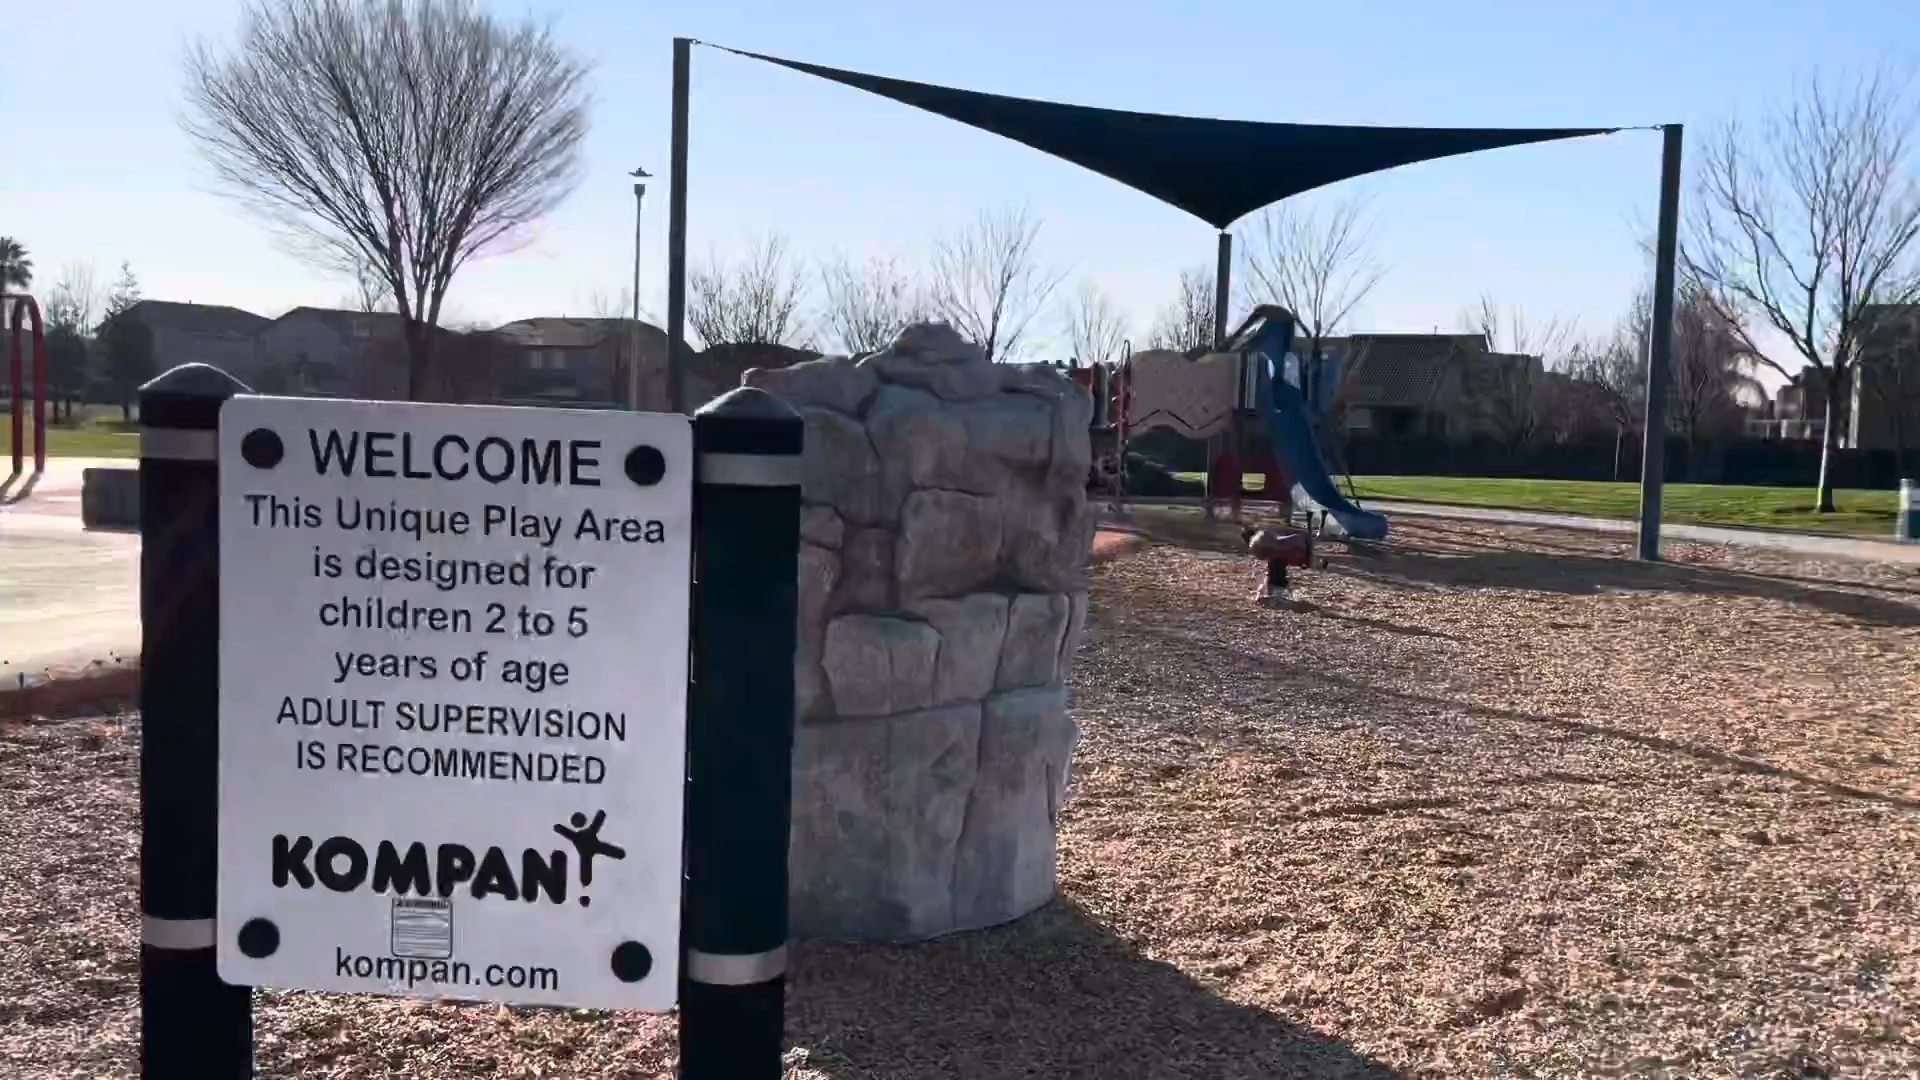 WELCOME
This Unique Play Area
is designed for
children 2 to 5
years of age
ADULT SUPERVISION
IS RECOMMENDED
KOMPAN!
kompan.com